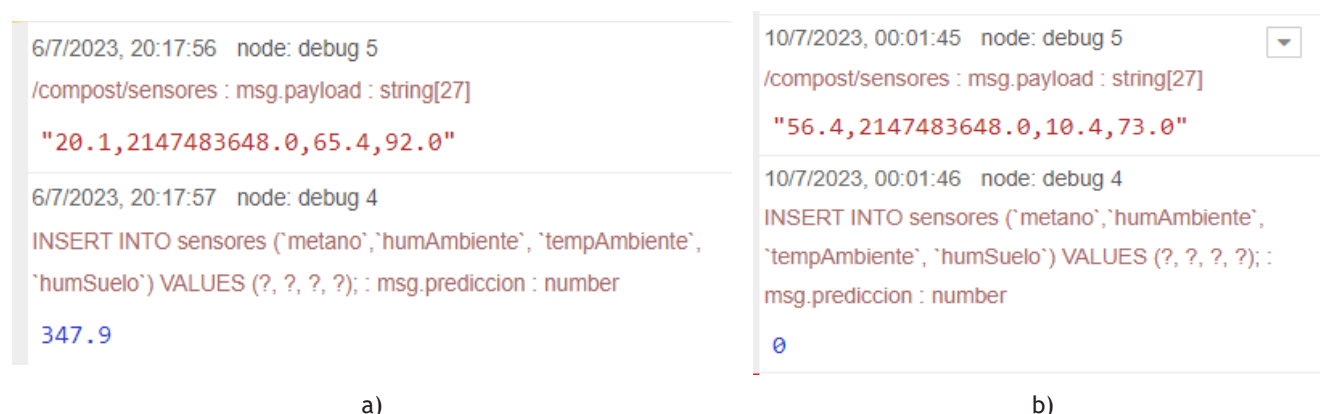 6/7/2023, 20:17:56 node: debug 5
/compost/sensores : msg.payload : string[27]
"20.1,2147483648.0,65.4,92.0"
6/7/2023, 20:17:57 node: debug 4
INSERT INTO sensores (`metano`,`humAmbiente`, `tempAmbiente`,
`humSuelo`) VALUES (?, ?, ?, ?); : msg.prediccion : number
347.9
a)
10/7/2023, 00:01:45 node: debug 5
/compost/sensores : msg.payload : string[27]
"56.4,2147483648.0,10.4,73.0"
10/7/2023, 00:01:46 node: debug 4
INSERT INTO sensores (`metano`,`humAmbiente`,
`tempAmbiente`, `humSuelo`) VALUES (?, ?, ?, ?); :
msg.prediccion : number
0
b)